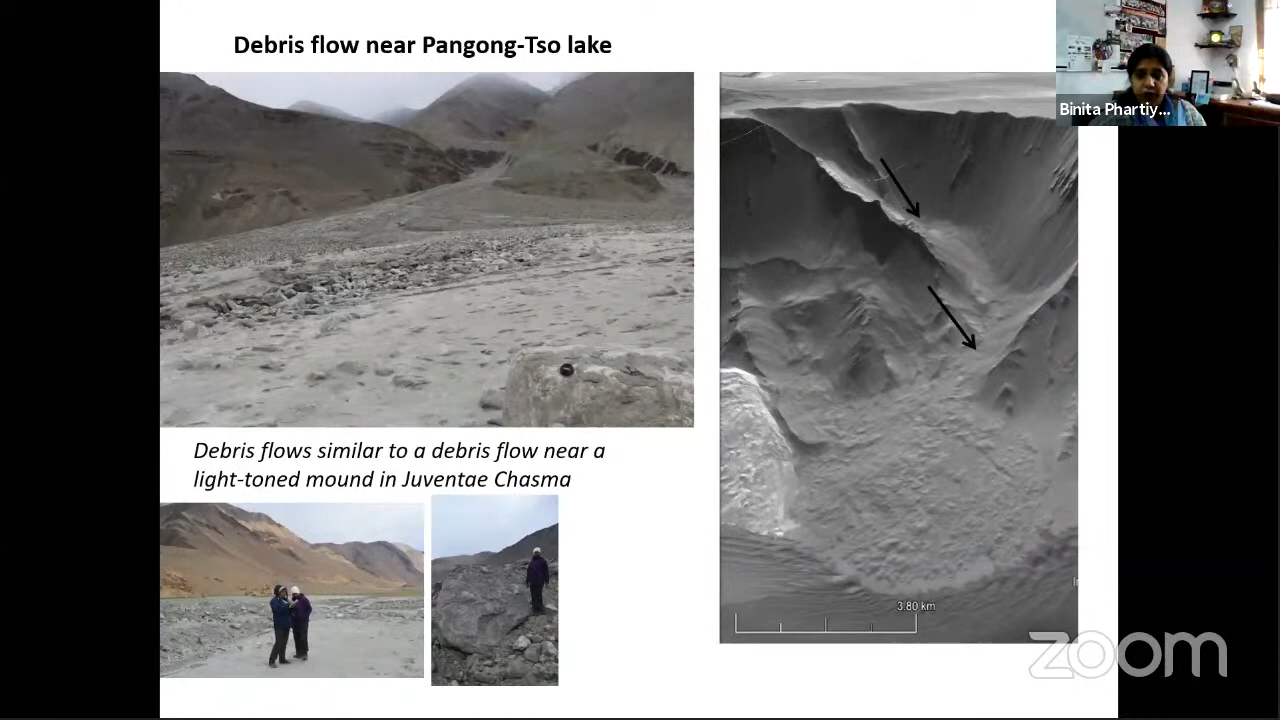 Debris flow near Pangong-Tso lake
Binita Phartiy...
Debris flows similar to a debris flow near a
light-toned mound in Juventae Chasma
3.80 km
zoom